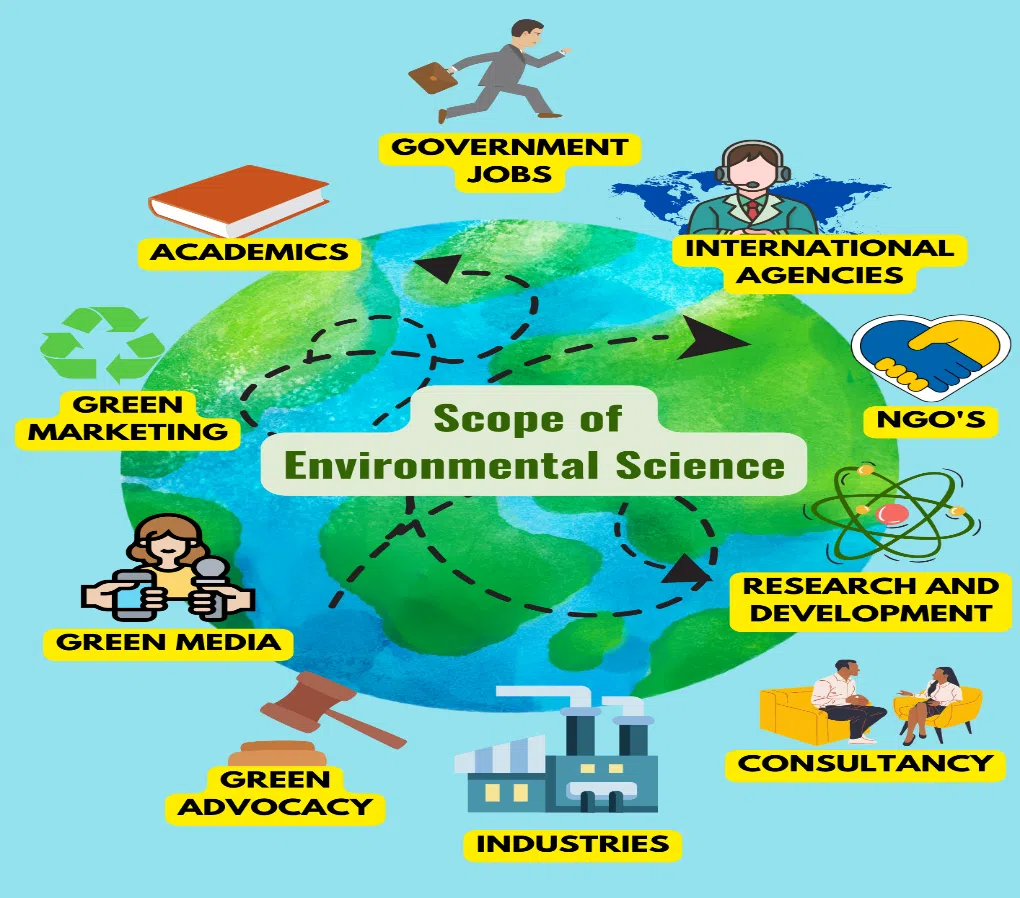 GOVERNMENT
JOBS
ACADEMICS
INTERNATIONAL
AGENCIES
GREEN
MARKETING
NGO'S
Scope of
Environmental Science
RESEARCH AND
DEVELOPMENT
GREEN MEDIA
CONSULTANCY
GREEN
ADVOCACY
INDUSTRIES